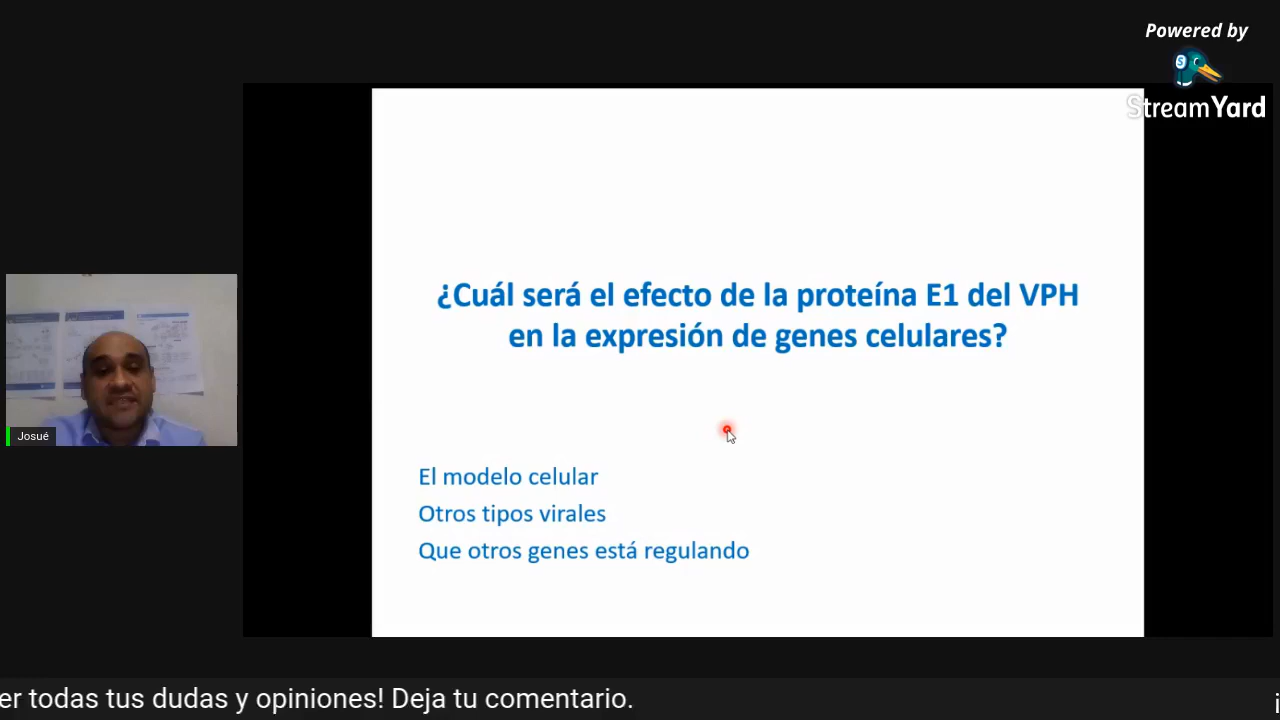 Powered by
StreamYard
¿Cuál será el efecto de la proteína E1 del VPH
en la expresión de genes celulares?
El modelo celular
Otros tipos virales
Que otros genes está regulando
Josué
er todas tus dudas y opiniones! Deja tu comentario.